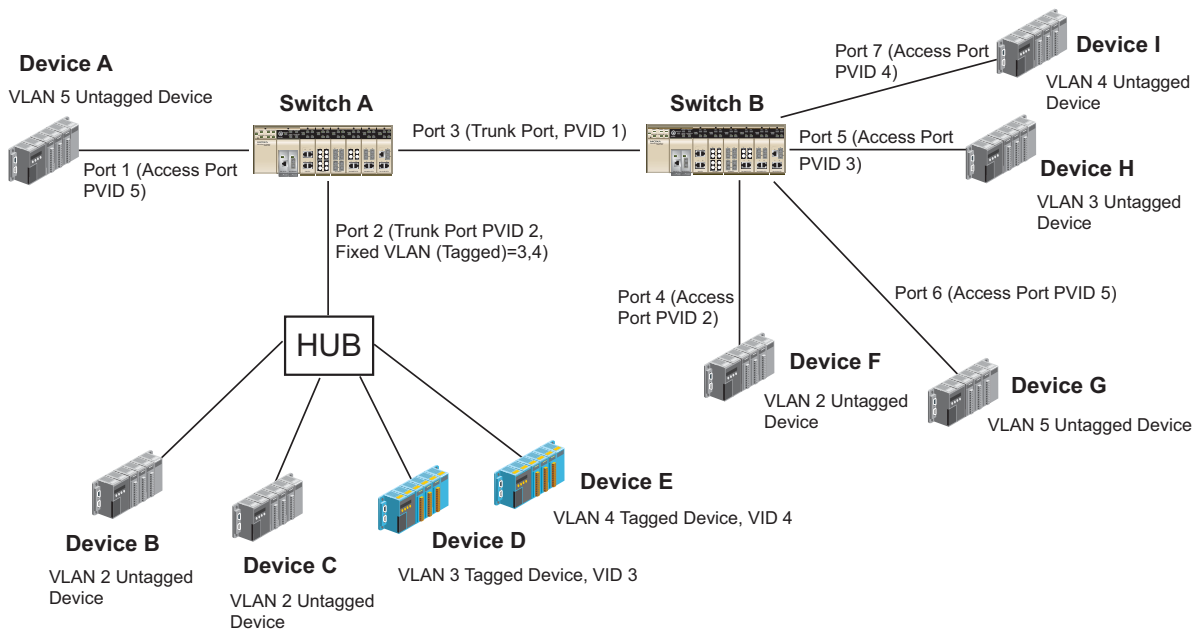 Device A
VLAN 5 Untagged Device
Port 1 (Access Port
PVID 5)
Switch A
Port 3 (Trunk Port, PVID 1)
Switch B
Port 7 (Access Port
PVID 4)
Device I
VLAN 4 Untagged
Device
Port 5 (Access Port
PVID 3)
Device H
VLAN 3 Untagged
Device
Port 2 (Trunk Port PVID 2,
Fixed VLAN (Tagged)=3,4)
Port 4 (Access
Port PVID 2)
Port 6 (Access Port PVID 5)
HUB
Device F
VLAN 2 Untagged
Device
Device G
VLAN 5 Untagged Device
Device B
VLAN 2 Untagged
Device
Device C
VLAN 2 Untagged
Device
Device D
VLAN 3 Tagged Device, VID 3
Device E
VLAN 4 Tagged Device, VID 4